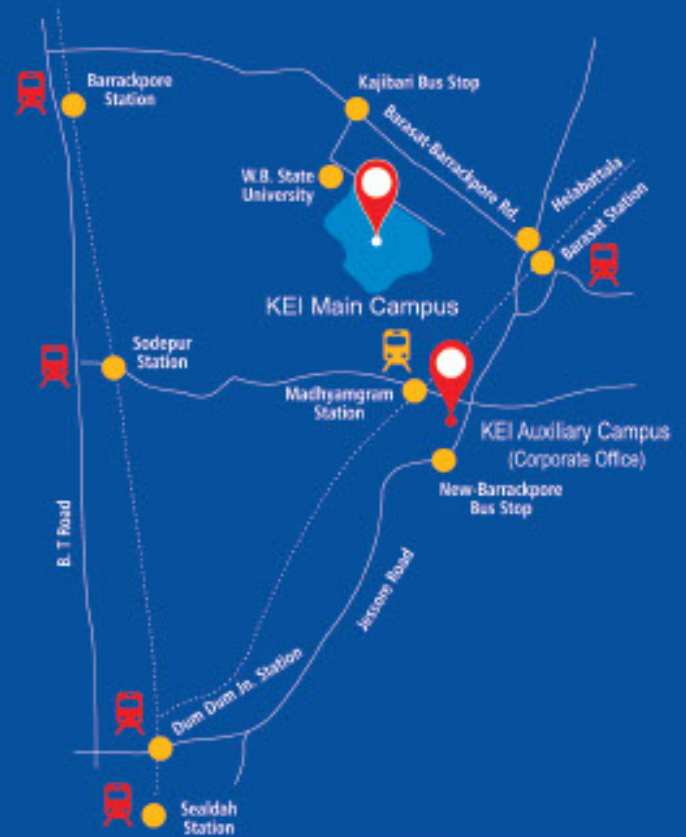 Barrackpore
Station
Kajibari Bus Stop
Barasat-Barrackpore Rd.
W.B. State
University
Helabattala
Barasat Station
KEI Main Campus
Sodepur
Station
Madhyamgram
Station
KEI Auxiliary Campus
(Corporate Office)
New-Barrackpore
Bus Stop
B. T Road
Jessore Road
Dum Dum Jn. Station
Sealdah
Station